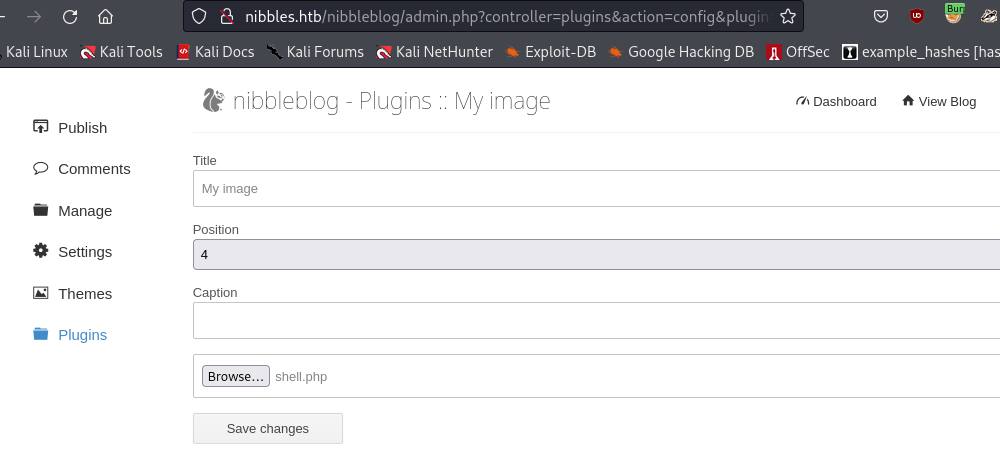 nibbles.htb/nibbleblog/admin.php?controller=plugins&action=config&plugin
Kali Linux Kali Tools Kali Docs Kali Forums Kali NetHunter Exploit-DB Google Hacking DB OffSec example_hashes [has
nibbleblog - Plugins :: My image
Dashboard View Blog
Publish
Comments
Manage
Settings
Themes
Plugins
Title
My image
Position
4
Caption
Browse... shell.php
Save changes